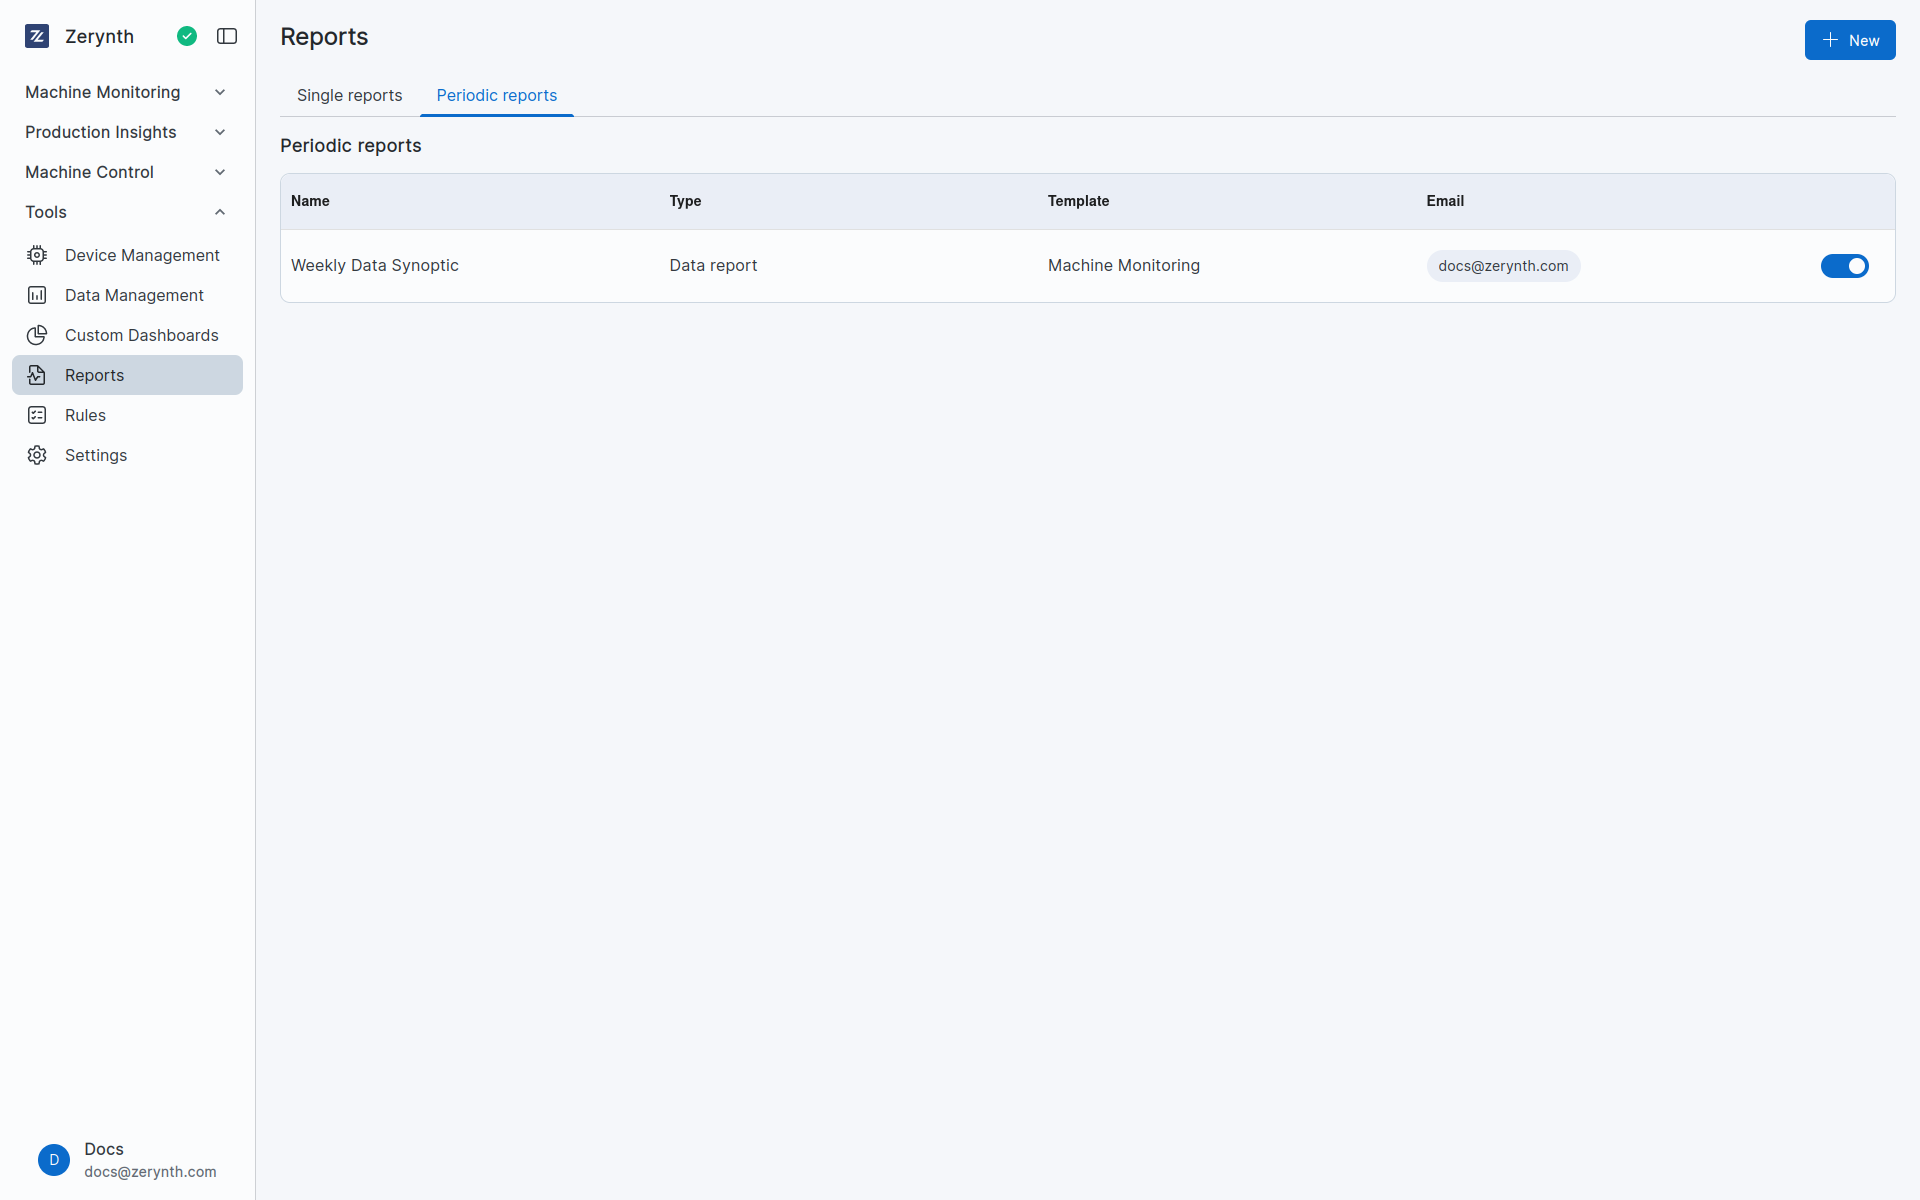 Zerynth
Machine Monitoring
Production Insights
Machine Control
Tools
Device Management
Data Management
Custom Dashboards
Reports
Rules
Settings
D
Docs
docs@zerynth.com
Reports
New
Single reports
Periodic reports
Periodic reports
Name Type Template Email
Weekly Data Synoptic Data report Machine Monitoring docs@zerynth.com